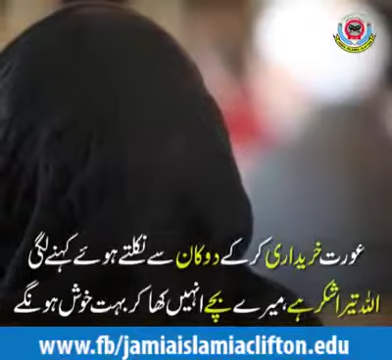 عورت خریداری کر کے دوکان سے نکلتے ہوئے کہنے لگی
اللہ تیرا شکر ہے، میرے بچے انہیں کھا کر بہت خوش ہونگے
www.fb/jamiaislamiaclifton.edu